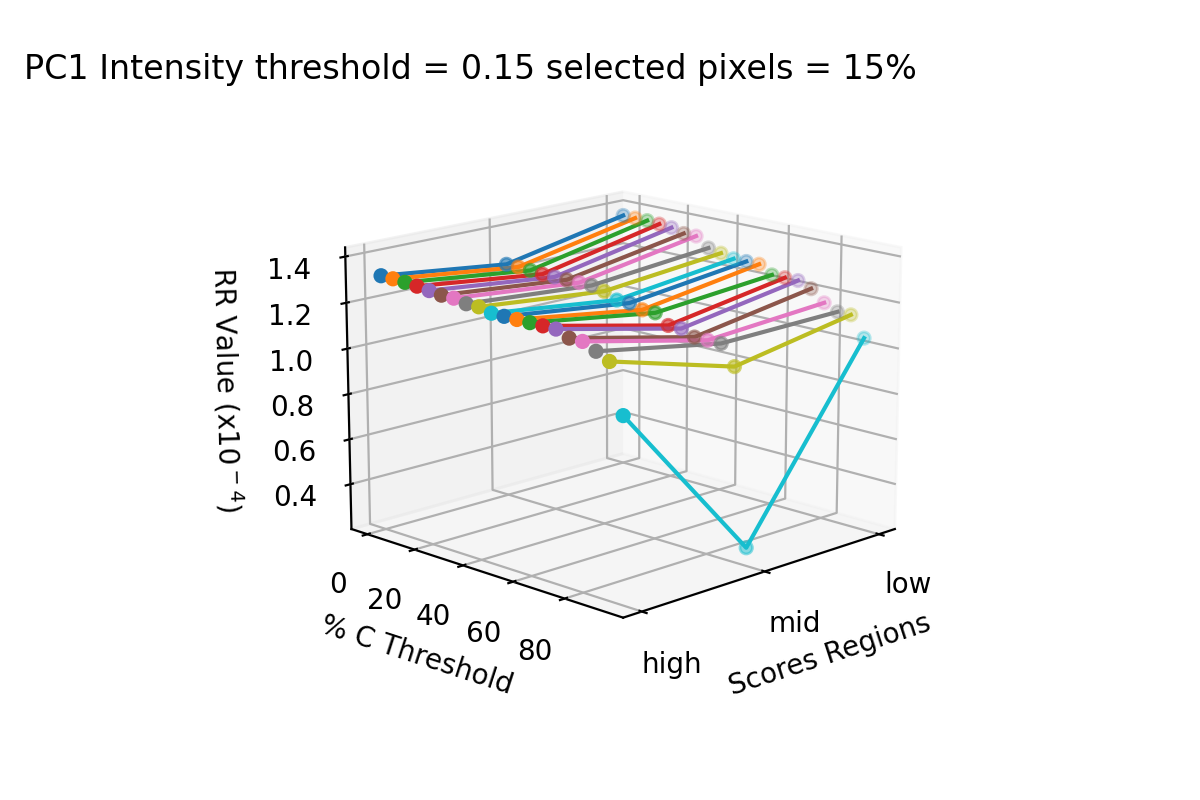 PC1 Intensity threshold = 0.15 selected pixels = 15%
RR Value (x10⁻⁴)
1.4
1.2
1.0
0.8
0.6
0.4
0
20
40
60
80
% C Threshold
high
mid
low
Scores Regions